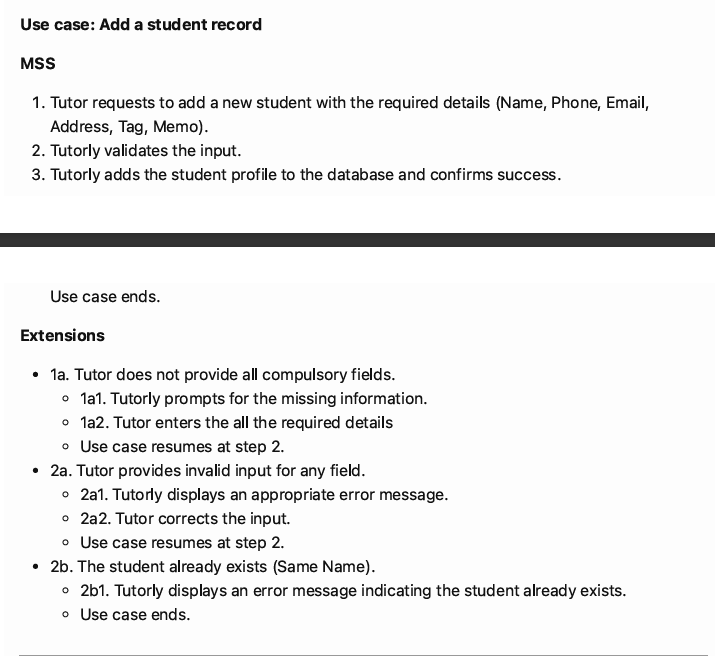 Use case: Add a student record
MSS
1. Tutor requests to add a new student with the required details (Name, Phone, Email,
Address, Tag, Memo).
2. Tutorly validates the input.
3. Tutorly adds the student profile to the database and confirms success.
Use case ends.
Extensions
• 1a. Tutor does not provide all compulsory fields.
◦ 1a1. Tutorly prompts for the missing information.
◦ 1a2. Tutor enters the all the required details
◦ Use case resumes at step 2.
• 2a. Tutor provides invalid input for any field.
◦ 2a1. Tutorly displays an appropriate error message.
◦ 2a2. Tutor corrects the input.
◦ Use case resumes at step 2.
• 2b. The student already exists (Same Name).
◦ 2b1. Tutorly displays an error message indicating the student already exists.
◦ Use case ends.